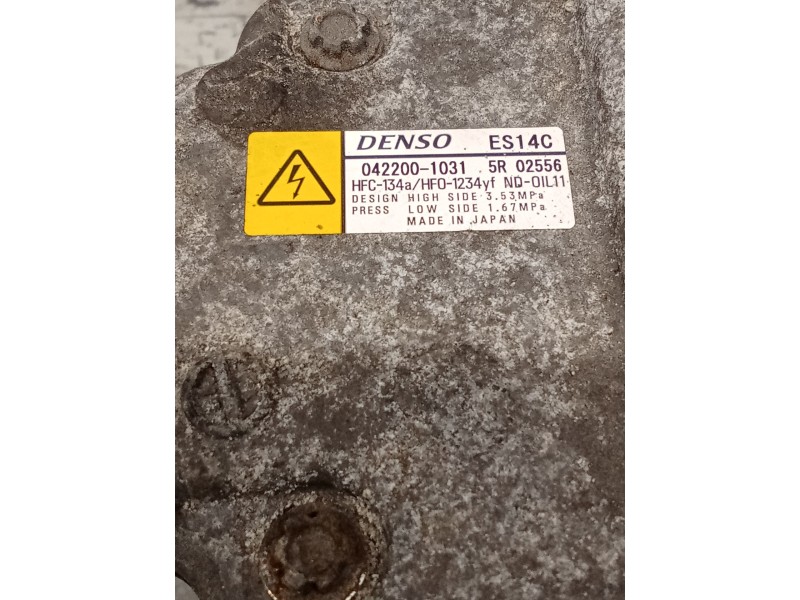 DENSO ES14C
042200-1031 5R 02556
HFC-134a/HFO-1234yf ND-OIL11
DESIGN HIGH SIDE 3.53MPa
PRESS LOW SIDE 1.67MPa
MADE IN JAPAN